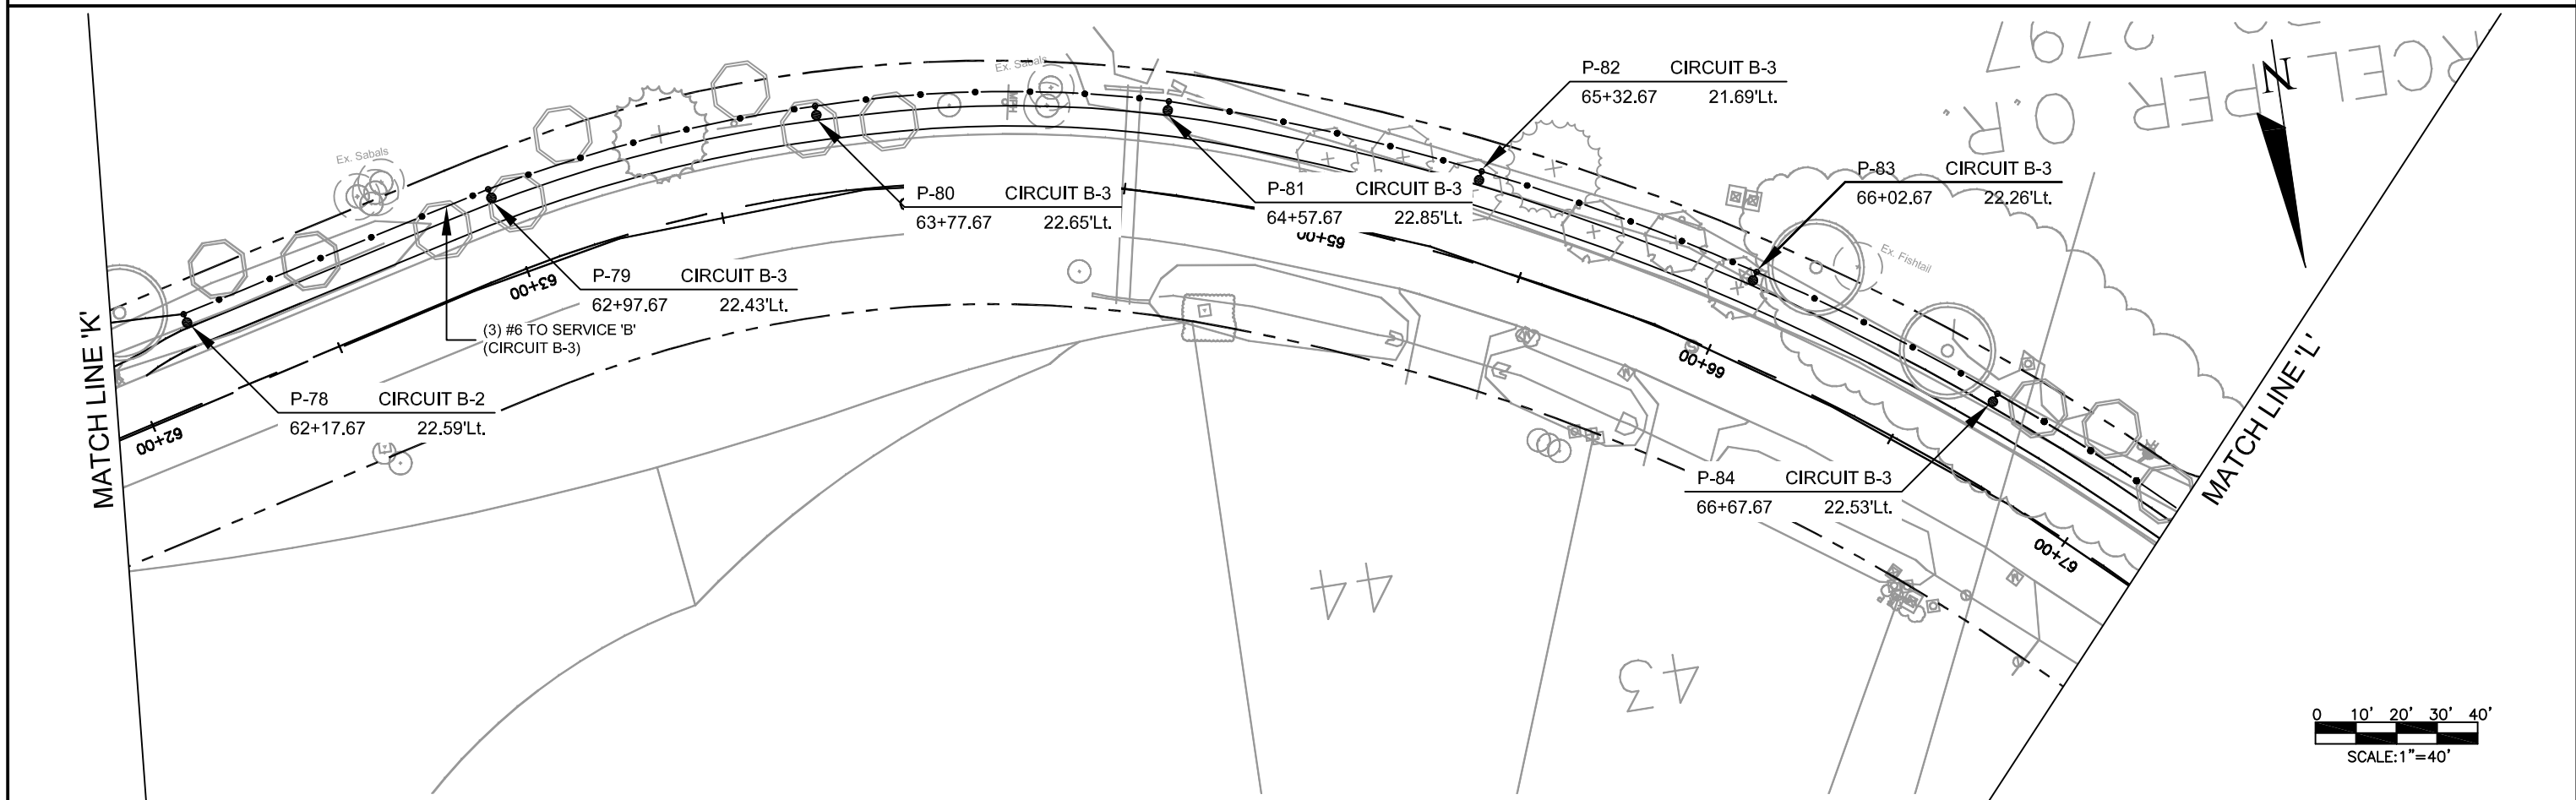 RCEL PER O.R.
2797
N
Ex. Sabals
Ex. Sabals
P-82 CIRCUIT B-3
65+32.67 21.69'Lt.
P-83 CIRCUIT B-3
66+02.67 22.26'Lt.
P-80 CIRCUIT B-3
63+77.67 22.65'Lt.
P-81 CIRCUIT B-3
64+57.67 22.85'Lt.
65+00
Ex. Fishtail
P-79 CIRCUIT B-3
62+97.67 22.43'Lt.
63+00
(3) #6 TO SERVICE 'B'
(CIRCUIT B-3)
66+00
P-78 CIRCUIT B-2
62+17.67 22.59'Lt.
62+00
MATCH LINE 'K'
MATCH LINE 'L'
P-84 CIRCUIT B-3
66+67.67 22.53'Lt.
67+00
44
43
0 10' 20' 30' 40'
SCALE:1"=40'